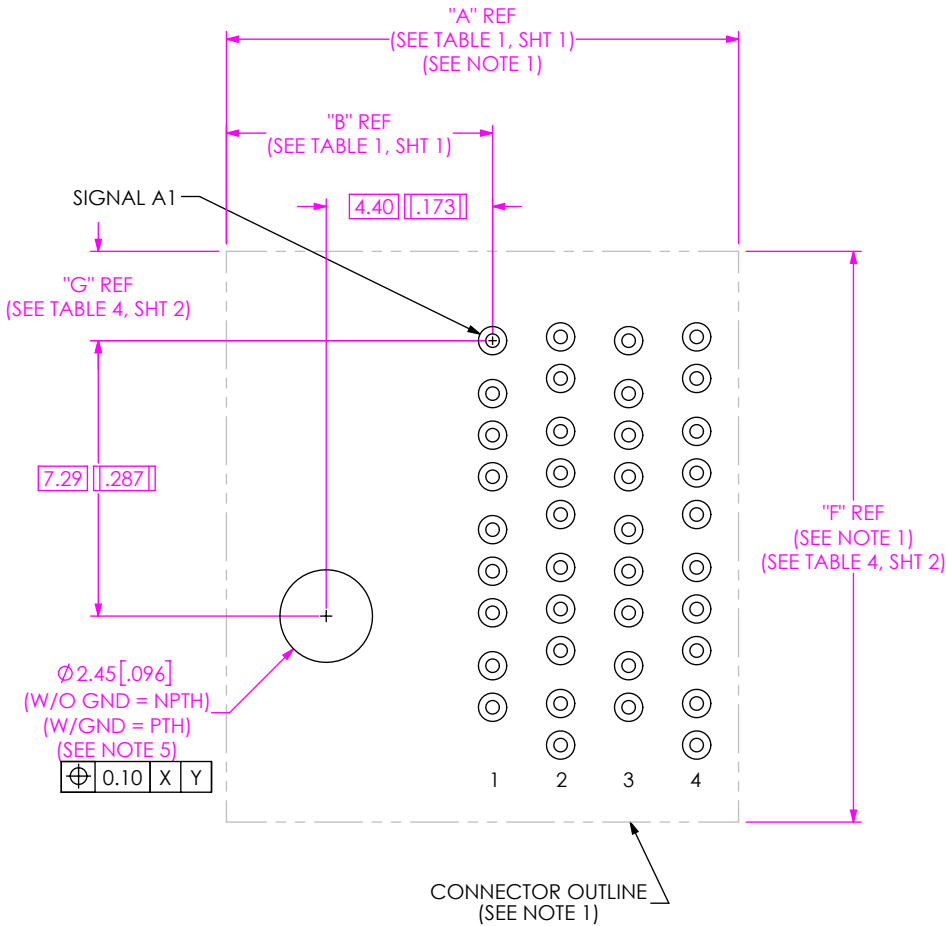 "A" REF
(SEE TABLE 1, SHT 1)
(SEE NOTE 1)
"B" REF
(SEE TABLE 1, SHT 1)
SIGNAL A1
4.40 [.173]
"G" REF
(SEE TABLE 4, SHT 2)
7.29 [.287]
"F" REF
(SEE NOTE 1)
(SEE TABLE 4, SHT 2)
Ø2.45[.096]
(W/O GND = NPTH)
(W/GND = PTH)
(SEE NOTE 5)
⌖ 0.10 X Y
1 2 3 4
CONNECTOR OUTLINE
(SEE NOTE 1)